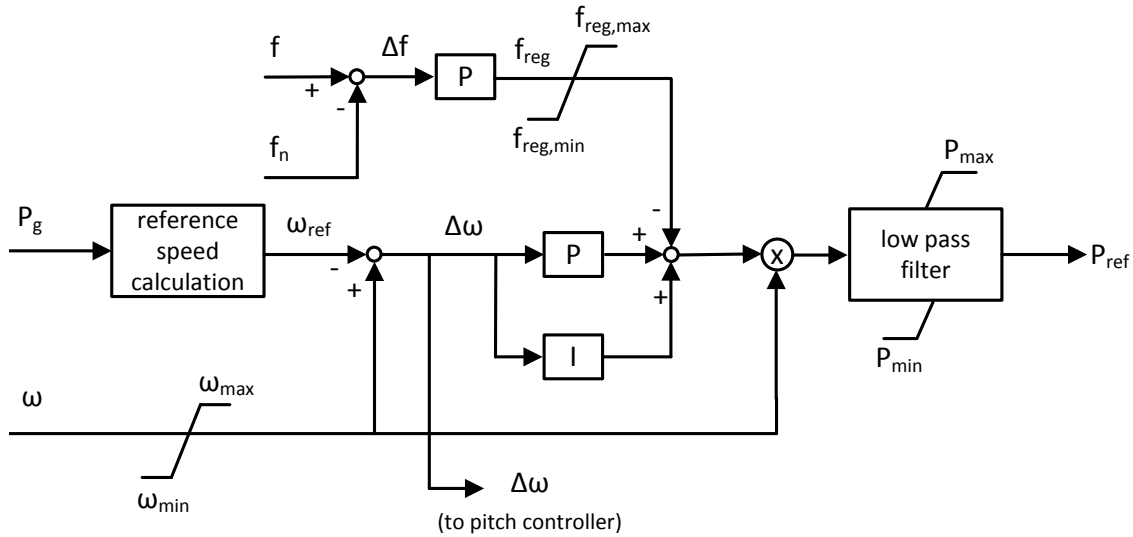 f
+
-
Δf
P
f_reg
f_reg,max
f_reg,min
f_n
P_g
reference
speed
calculation
ω_ref
-
+
Δω
P
I
-
+
+
x
low pass
filter
P_max
P_min
P_ref
ω
ω_max
ω_min
Δω
(to pitch controller)